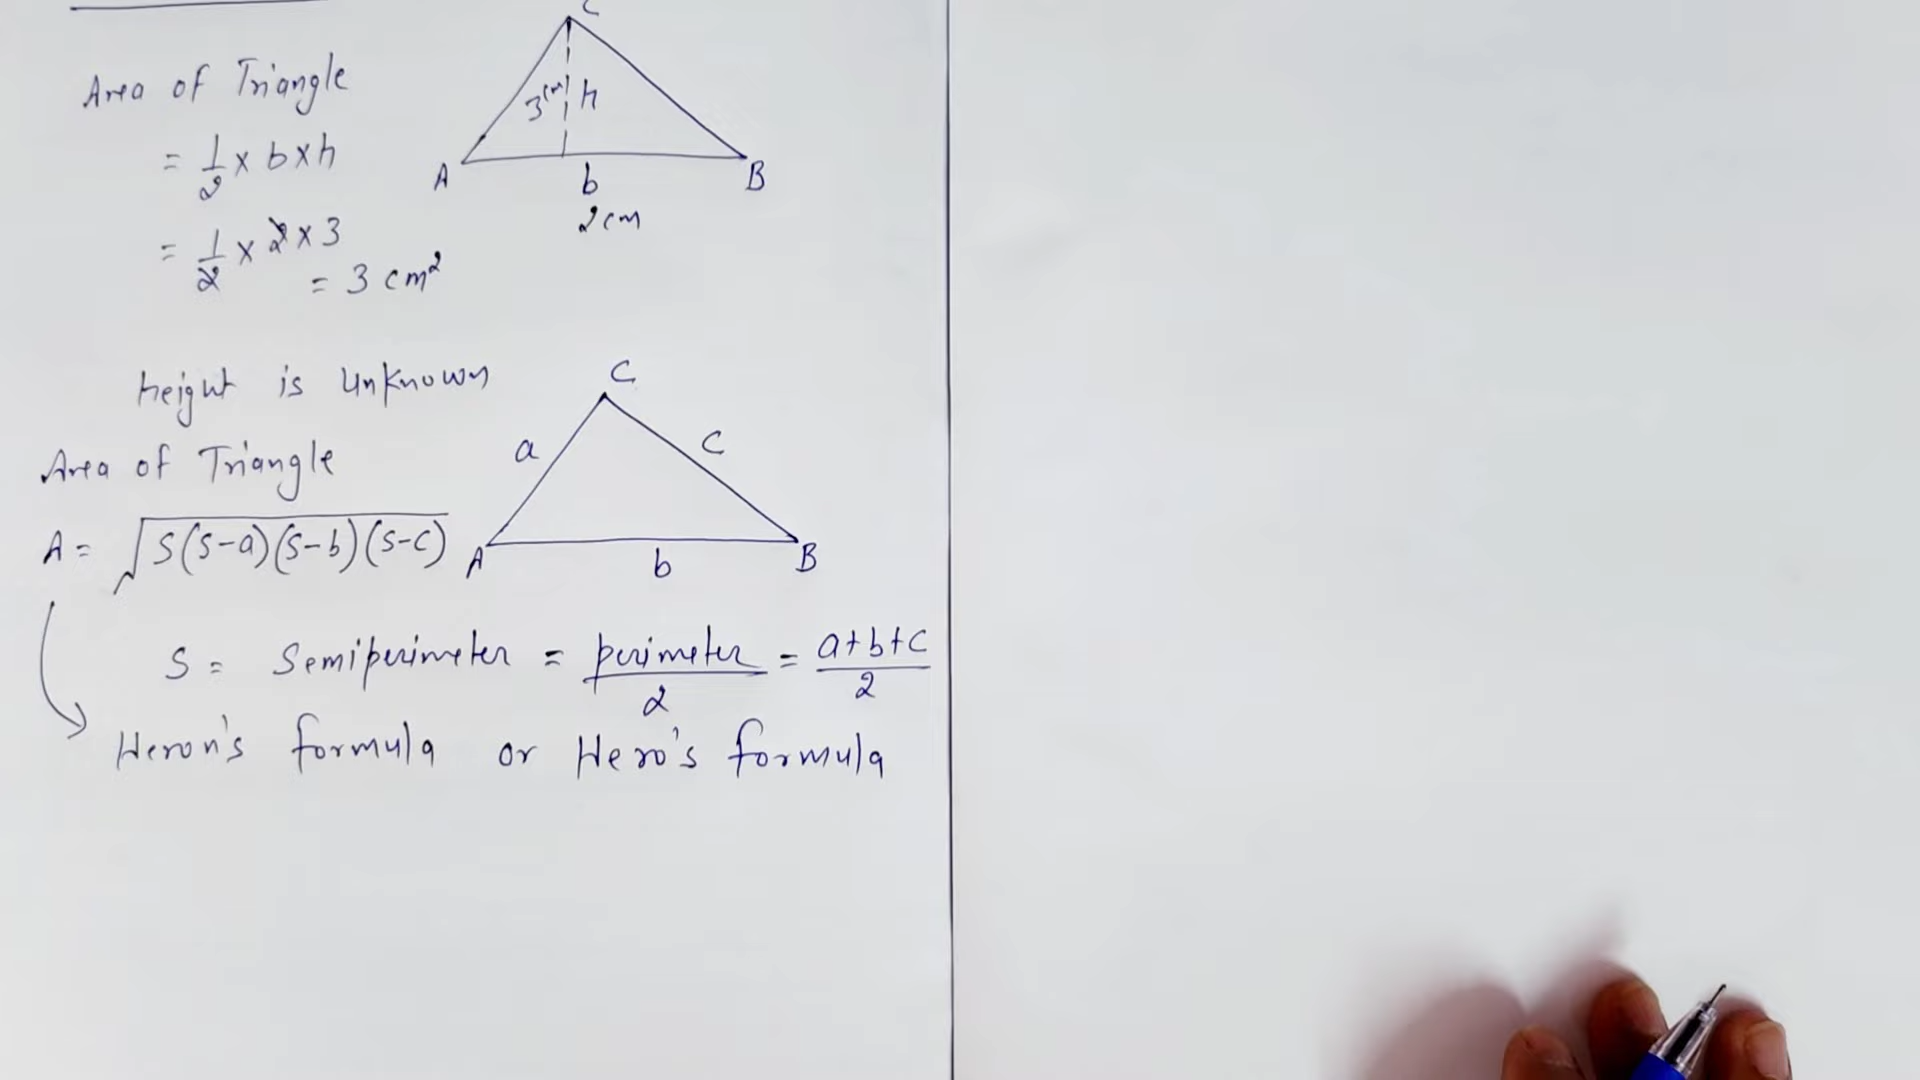 C
Area of Triangle
= 1/2 × b × h
3cm h
A b B
2cm
= 1/2 × 2 × 3
= 3 cm²
height is unknown
C
a c
Area of Triangle
A = √S(S-a)(S-b)(S-c)
A b B
S = Semiperimeter = perimeter/2 = a+b+c/2
Heron's formula or Hero's formula